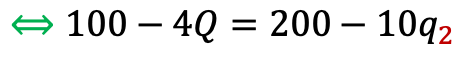 ⟺ 100 − 4𝑄 = 200 − 10𝑞₂